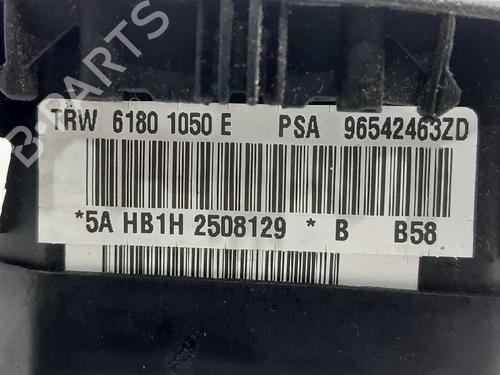 B-PARTS
TRW 6180 1050 E PSA 96542463ZD
*5A HB1H 2508129 * B B58